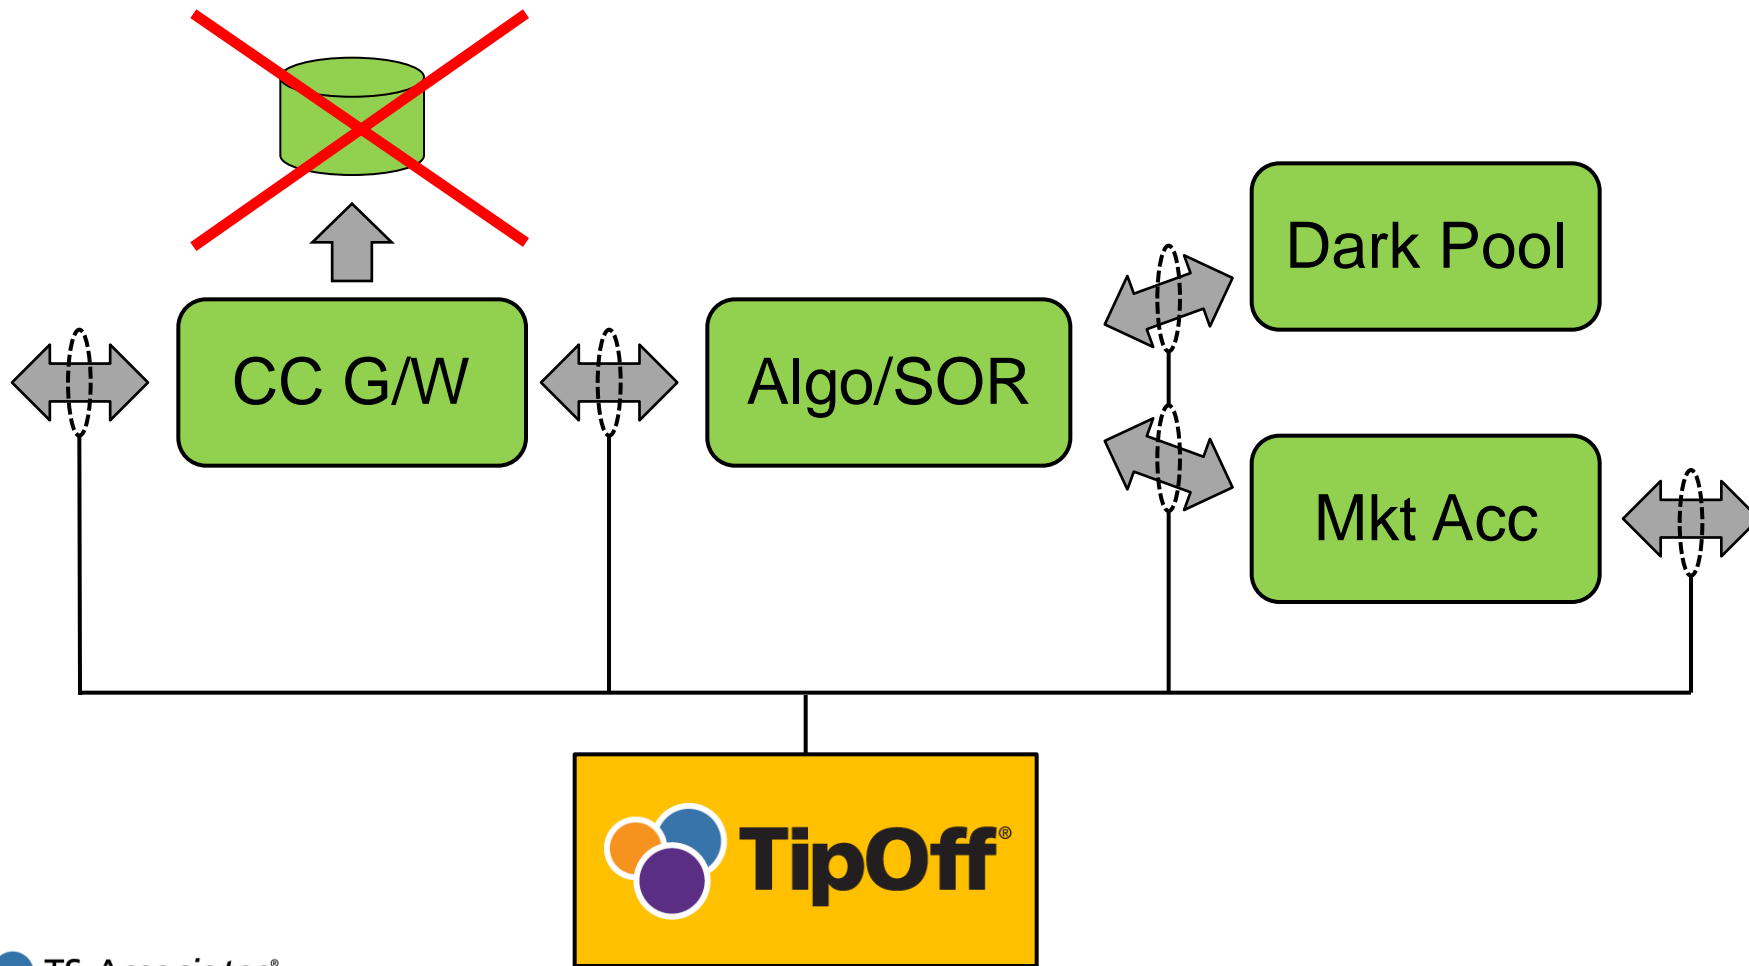 Dark Pool
CC G/W
Algo/SOR
Mkt Acc
TipOff®